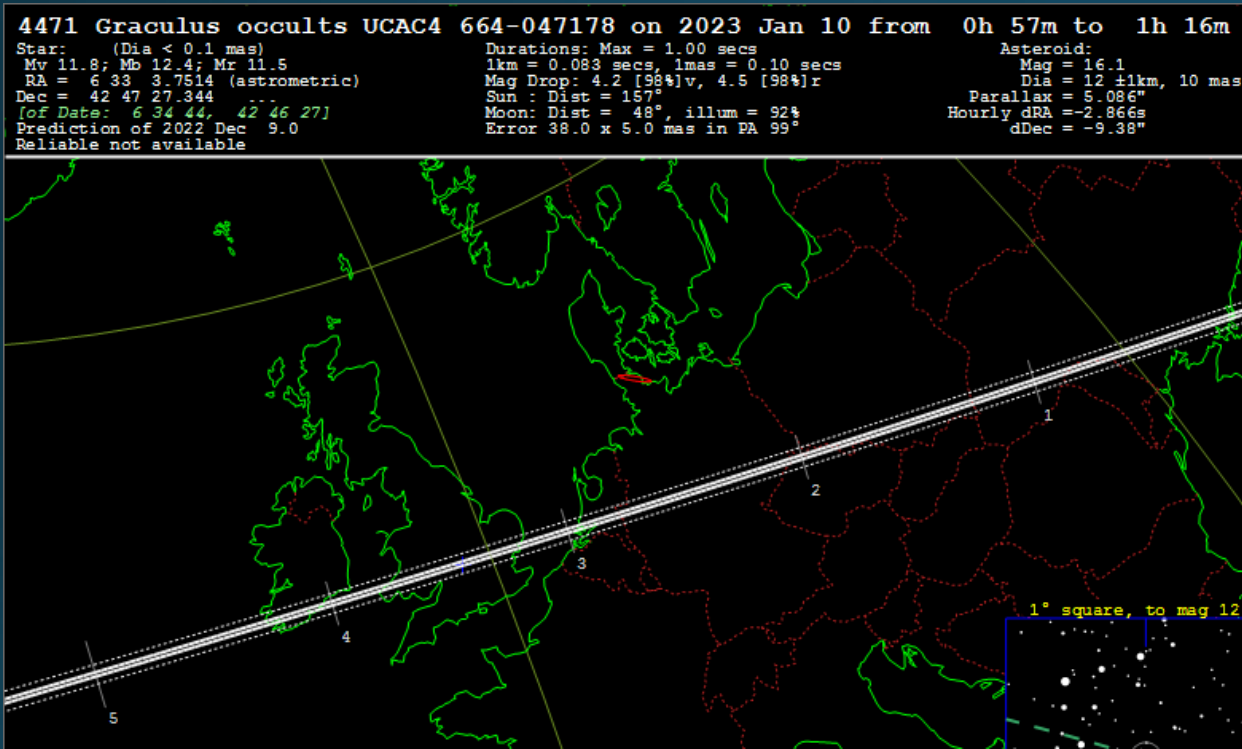 4471 Graculus occults UCAC4 664-047178 on 2023 Jan 10 from 0h 57m to 1h 16m
Star: (Dia < 0.1 mas)
Mv 11.8; Mb 12.4; Mr 11.5
RA = 6 33 3.7514 (astrometric)
Dec = 42 47 27.344 ...
[of Date: 6 34 44, 42 46 27]
Prediction of 2022 Dec 9.0
Reliable not available
Durations: Max = 1.00 secs
1km = 0.083 secs, 1mas = 0.10 secs
Mag Drop: 4.2 [98%]v, 4.5 [98%]r
Sun : Dist = 157°
Moon: Dist = 48°, illum = 92%
Error 38.0 x 5.0 mas in PA 99°
Asteroid:
Mag = 16.1
Dia = 12 ±1km, 10 mas
Parallax = 5.086"
Hourly dRA =-2.866s
dDec = -9.38"
1
2
3
4
5
1° square, to mag 12